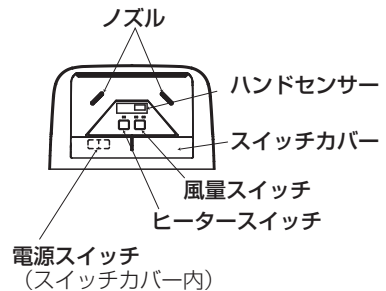 ノズル
ハンドセンサー
スイッチカバー
風量スイッチ
ヒータースイッチ
電源スイッチ
（スイッチカバー内）